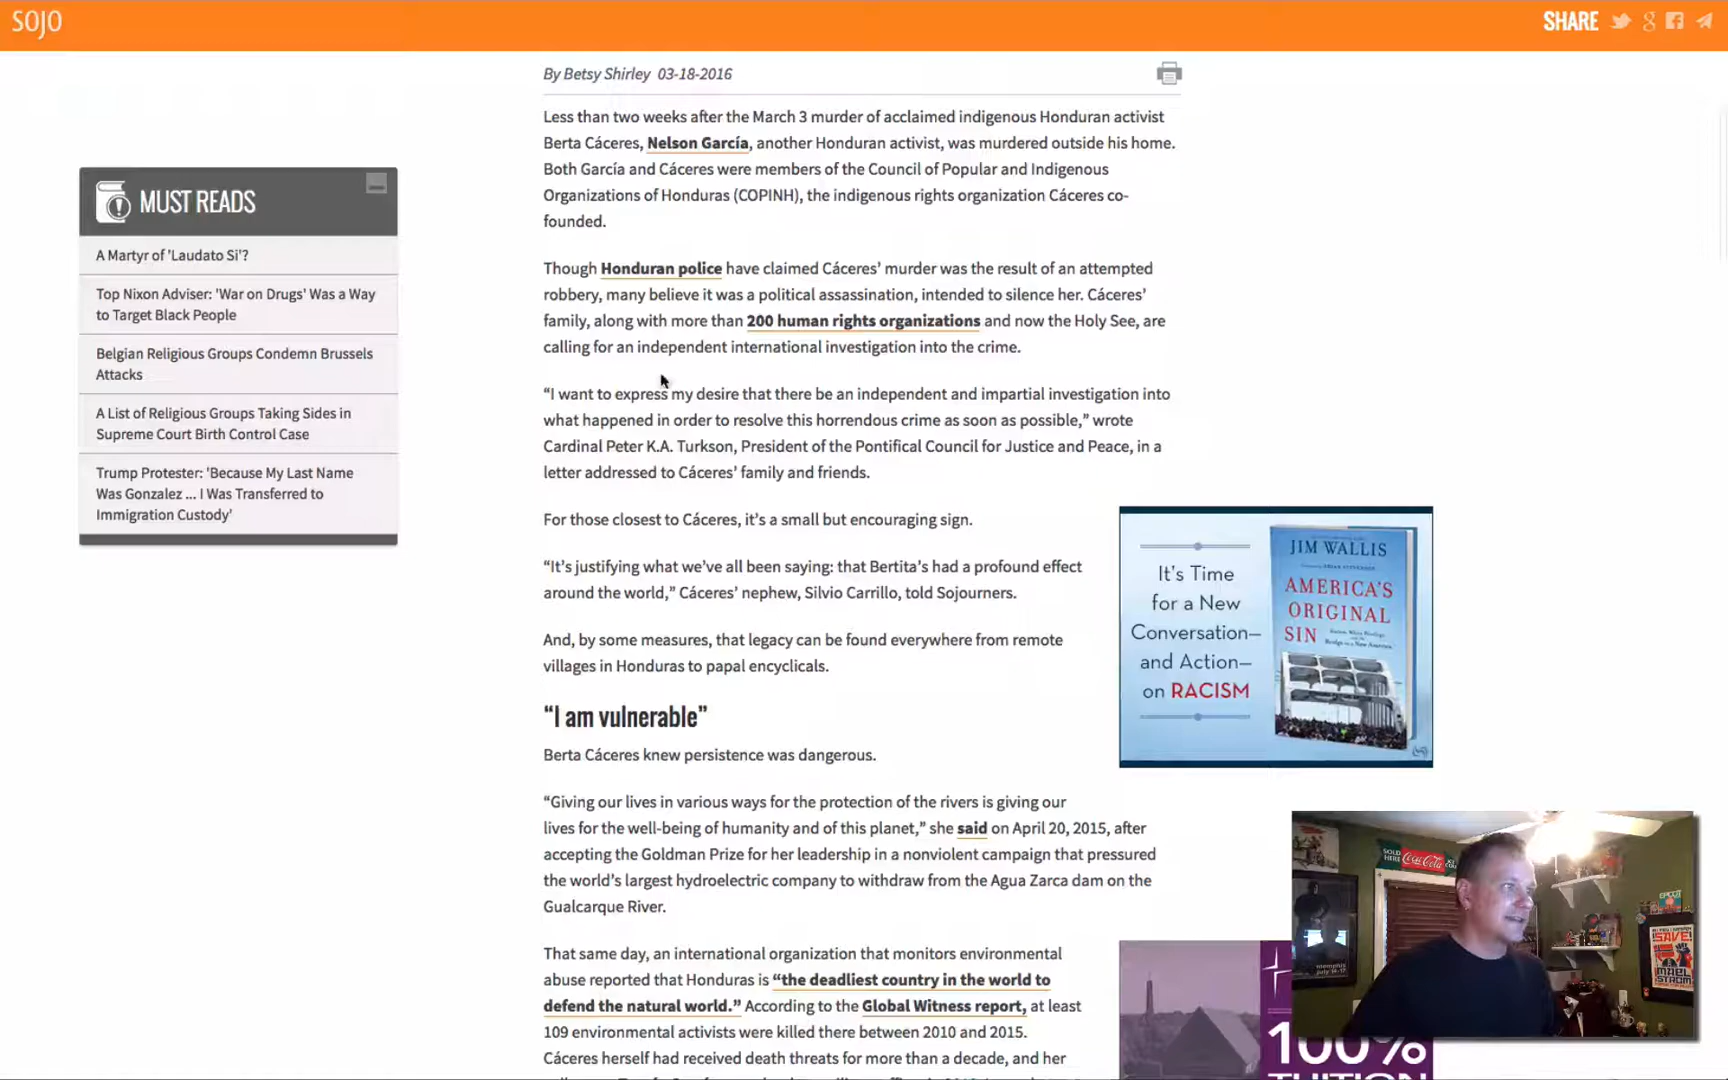 SOJO
SHARE
By Betsy Shirley 03-18-2016
Less than two weeks after the March 3 murder of acclaimed indigenous Honduran activist
Berta Cáceres, Nelson García, another Honduran activist, was murdered outside his home.
Both García and Cáceres were members of the Council of Popular and Indigenous
Organizations of Honduras (COPINH), the indigenous rights organization Cáceres co-
founded.
MUST READS
A Martyr of 'Laudato Si'?
Top Nixon Adviser: 'War on Drugs' Was a Way
to Target Black People
Belgian Religious Groups Condemn Brussels
Attacks
A List of Religious Groups Taking Sides in
Supreme Court Birth Control Case
Trump Protester: 'Because My Last Name
Was Gonzalez ... I Was Transferred to
Immigration Custody'
Though Honduran police have claimed Cáceres’ murder was the result of an attempted
robbery, many believe it was a political assassination, intended to silence her. Cáceres’
family, along with more than 200 human rights organizations and now the Holy See, are
calling for an independent international investigation into the crime.
“I want to express my desire that there be an independent and impartial investigation into
what happened in order to resolve this horrendous crime as soon as possible,” wrote
Cardinal Peter K.A. Turkson, President of the Pontifical Council for Justice and Peace, in a
letter addressed to Cáceres’ family and friends.
For those closest to Cáceres, it’s a small but encouraging sign.
“It’s justifying what we’ve all been saying: that Bertita’s had a profound effect
around the world,” Cáceres’ nephew, Silvio Carrillo, told Sojourners.
And, by some measures, that legacy can be found everywhere from remote
villages in Honduras to papal encyclicals.
“I am vulnerable”
Berta Cáceres knew persistence was dangerous.
“Giving our lives in various ways for the protection of the rivers is giving our
lives for the well-being of humanity and of this planet,” she said on April 20, 2015, after
accepting the Goldman Prize for her leadership in a nonviolent campaign that pressured
the world’s largest hydroelectric company to withdraw from the Agua Zarca dam on the
Gualcarque River.
That same day, an international organization that monitors environmental
abuse reported that Honduras is “the deadliest country in the world to
defend the natural world.” According to the Global Witness report, at least
109 environmental activists were killed there between 2010 and 2015.
Cáceres herself had received death threats for more than a decade, and her
It's Time
for a New
Conversation—
and Action—
on RACISM
JIM WALLIS
AMERICA'S
ORIGINAL
SIN
100%
TUITION
SOLD
HERE
Coca-Cola
EPCOT
memphis
july 14-17
SAVE!
MAEL
STROM